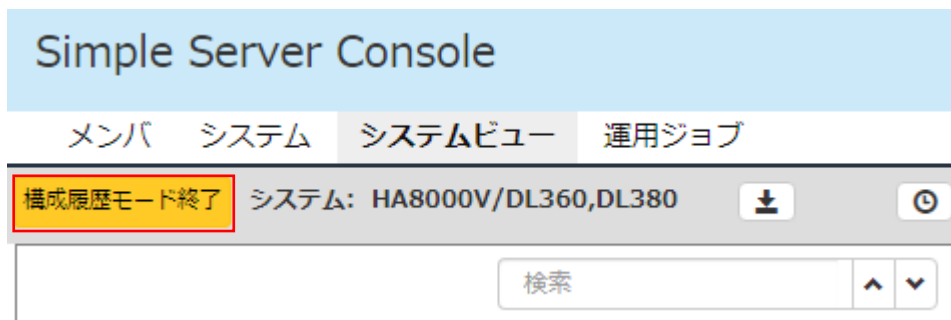 Simple Server Console
メンバ システム システムビュー 運用ジョブ
構成履歴モード終了 システム: HA8000V/DL360,DL380
検索